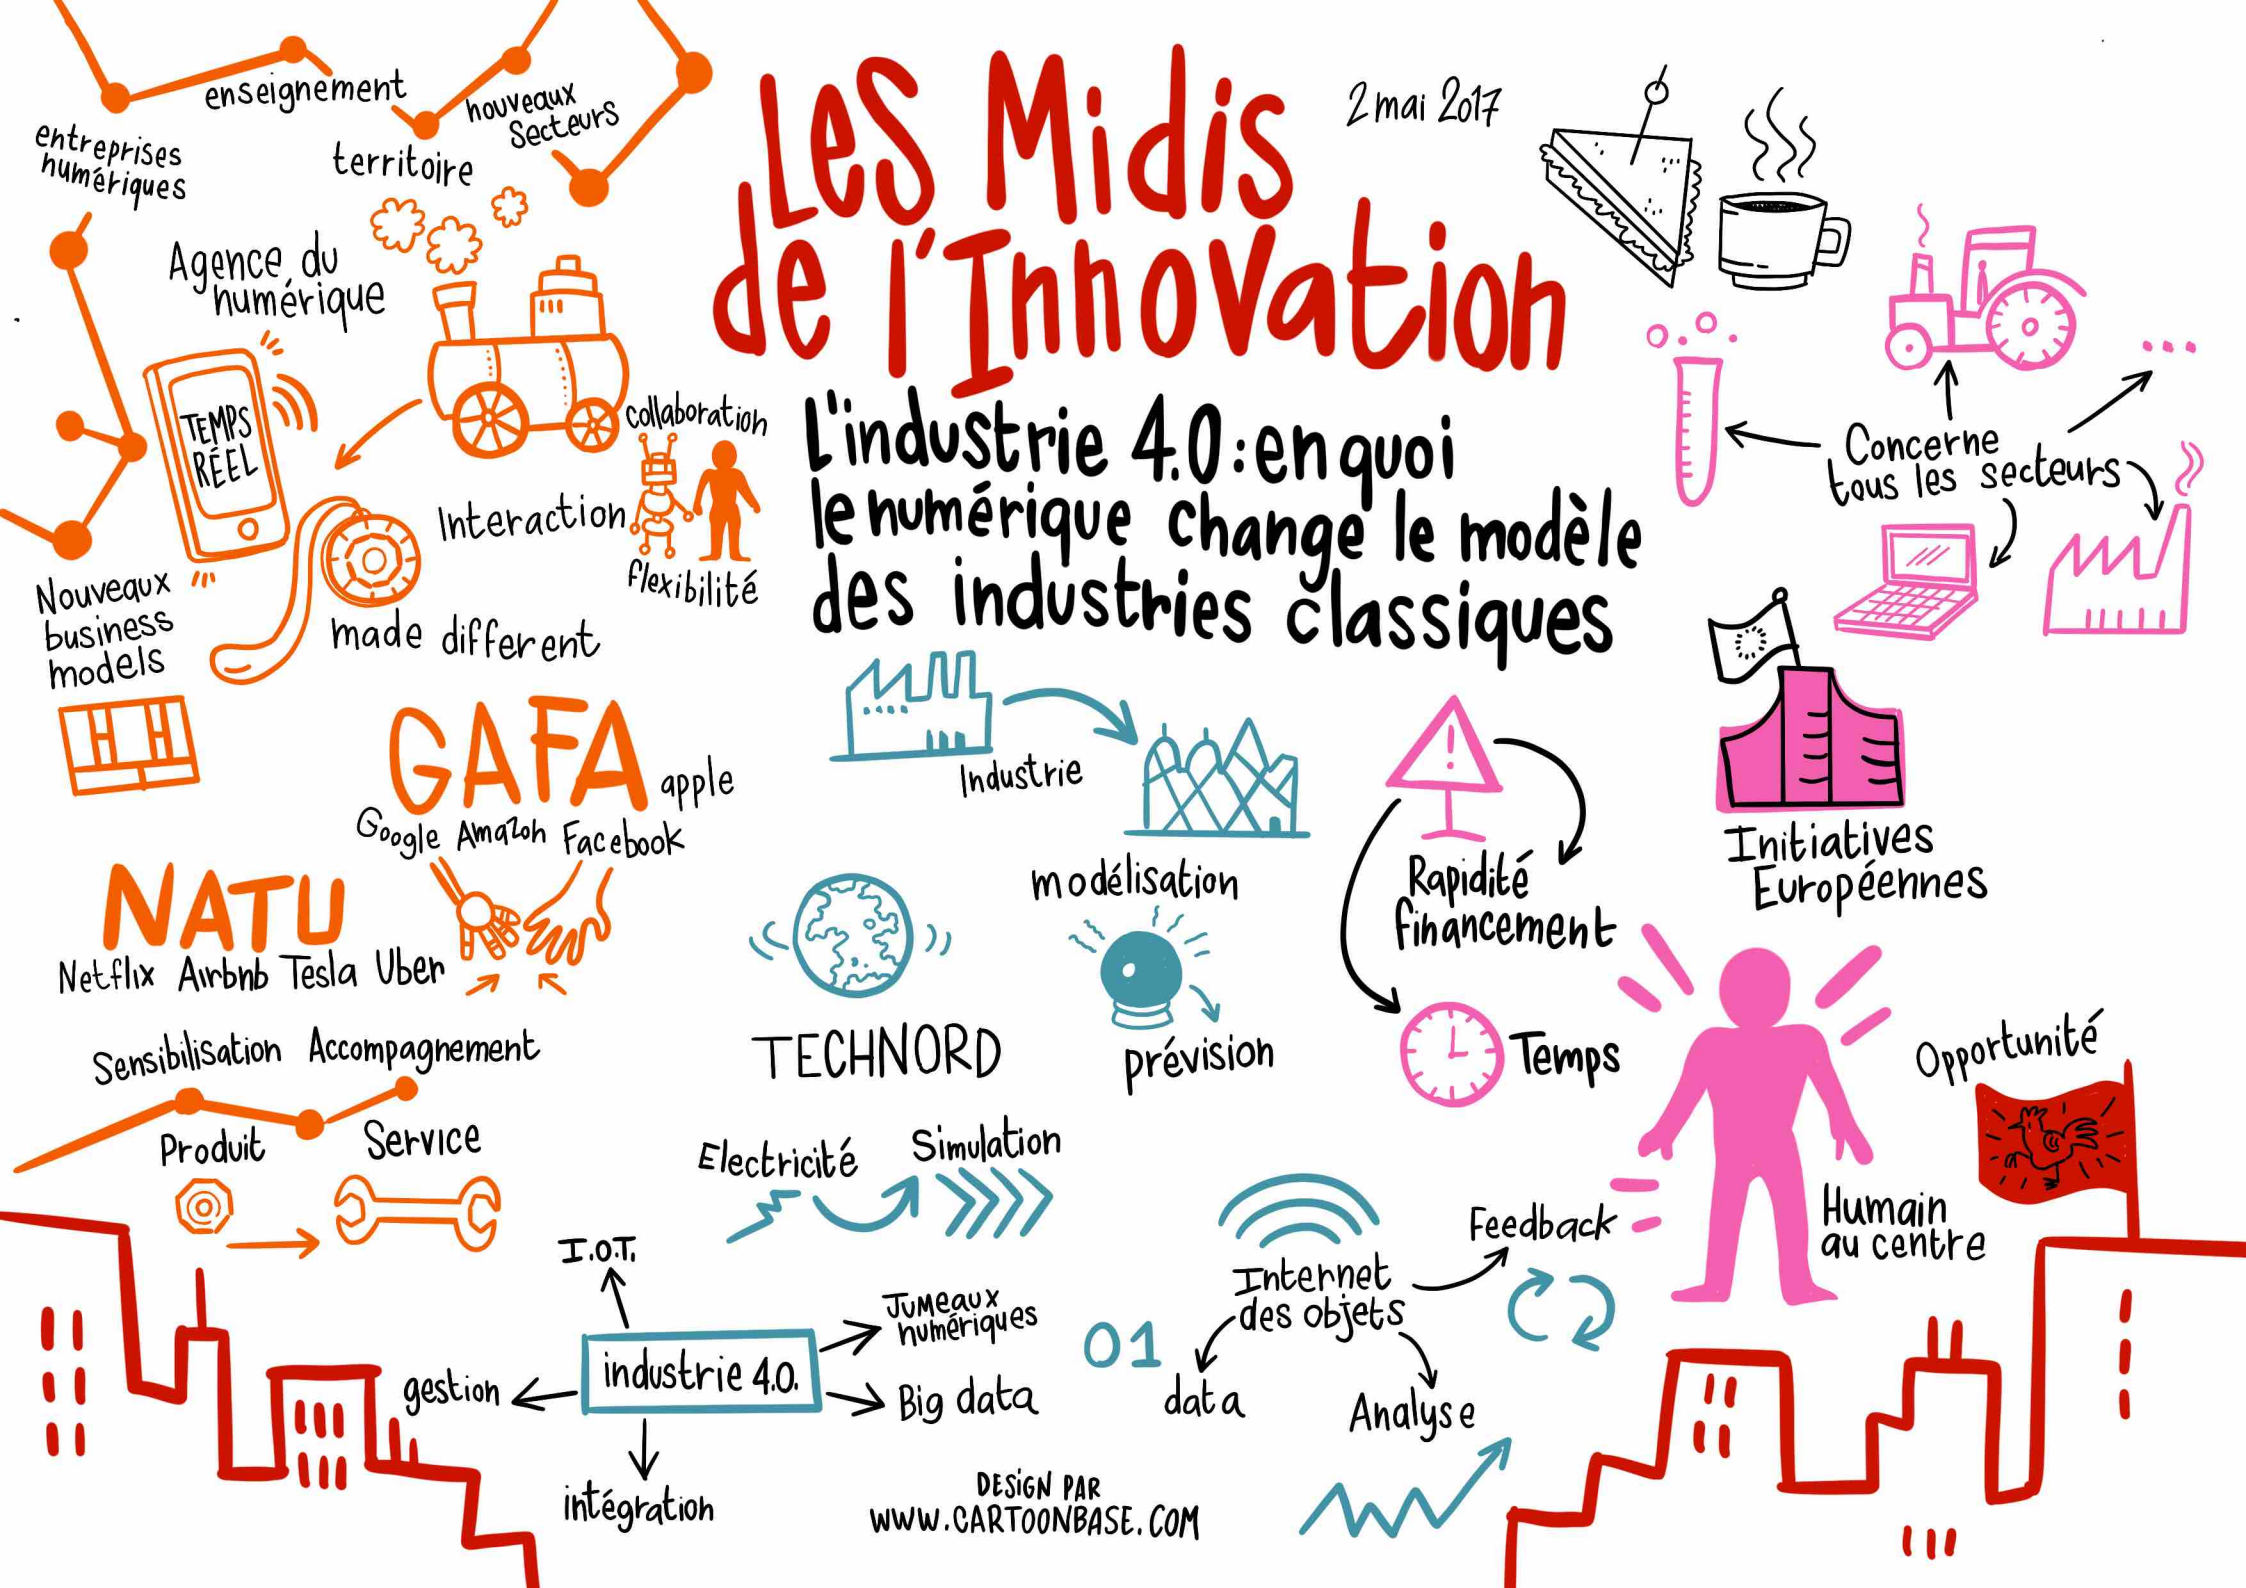 Les Midis
de l'Innovation
2 mai 2017
L'industrie 4.0: en quoi
le numérique change le modèle
des industries classiques
enseignement
entreprises
numériques
territoire
nouveaux
secteurs
Agence du
numérique
TEMPS
RÉEL
collaboration
Interaction
flexibilité
Nouveaux
business
models
made different
GAFA
apple
Google Amazon Facebook
NATU
Netflix Airbnb Tesla Uber
Sensibilisation Accompagnement
Produit
Service
Industrie
modélisation
TECHNORD
prévision
Electricité
Simulation
I.O.T.
Jumeaux
numériques
industrie 4.0.
gestion
Big data
intégration
01
Internet
des objets
data
Analyse
Feedback
Concerne
tous les secteurs
...
!
Rapidité
financement
Temps
Initiatives
Européennes
Opportunité
Humain
au centre
DESIGN PAR
WWW.CARTOONBASE.COM